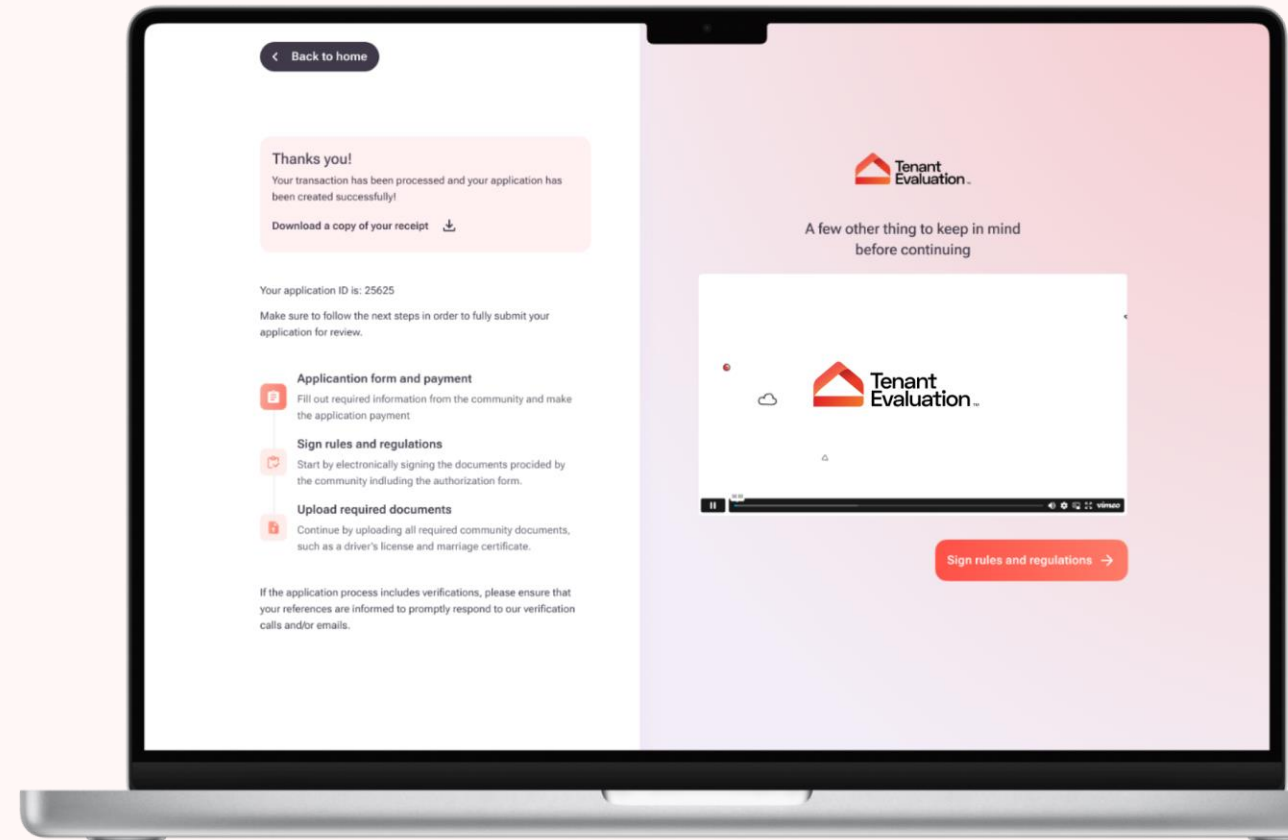 Back to home
Thanks you!
Your transaction has been processed and your application has
been created successfully!
Download a copy of your receipt
Your application ID is: 25625
Make sure to follow the next steps in order to fully submit your
application for review.
Applicantion form and payment
Fill out required information from the community and make
the application payment
Sign rules and regulations
Start by electronically signing the documents procided by
the community indluding the authorization form.
Upload required documents
Continue by uploading all required community documents,
such as a driver's license and marriage certificate.
If the application process includes verifications, please ensure that
your references are informed to promptly respond to our verification
calls and/or emails.
Tenant
Evaluation™
A few other thing to keep in mind
before continuing
Tenant
Evaluation™
vimeo
Sign rules and regulations